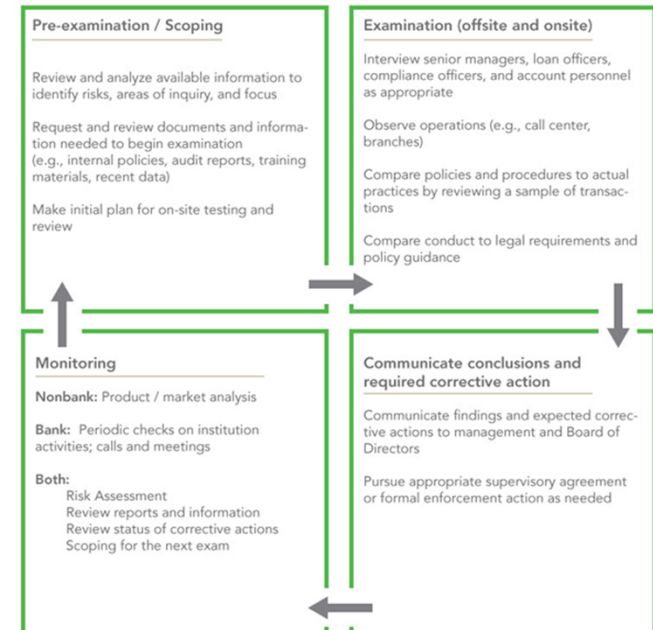 Pre-examination / Scoping
Review and analyze available information to
identify risks, areas of inquiry, and focus
Request and review documents and informa-
tion needed to begin examination
(e.g., internal policies, audit reports, training
materials, recent data)
Make initial plan for on-site testing and
review
Examination (offsite and onsite)
Interview senior managers, loan officers,
compliance officers, and account personnel
as appropriate
Observe operations (e.g., call center,
branches)
Compare policies and procedures to actual
practices by reviewing a sample of transac-
tions
Compare conduct to legal requirements and
policy guidance
Communicate conclusions and
required corrective action
Communicate findings and expected correc-
tive actions to management and Board of
Directors
Pursue appropriate supervisory agreement
or formal enforcement action as needed
Monitoring
Nonbank: Product / market analysis
Bank: Periodic checks on institution
activities; calls and meetings
Both:
Risk Assessment
Review reports and information
Review status of corrective actions
Scoping for the next exam